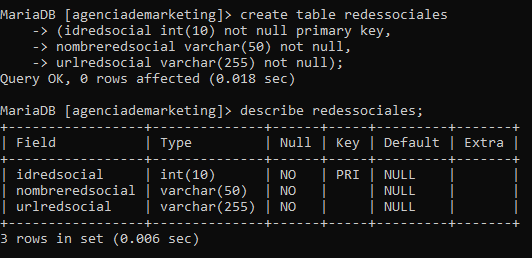 MariaDB [agenciademarketing]> create table redessociales
    -> (idredsocial int(10) not null primary key,
    -> nombreredsocial varchar(50) not null,
    -> urlredsocial varchar(255) not null);
Query OK, 0 rows affected (0.018 sec)

MariaDB [agenciademarketing]> describe redessociales;
+-----------------+--------------+------+-----+---------+-------+
| Field           | Type         | Null | Key | Default | Extra |
+-----------------+--------------+------+-----+---------+-------+
| idredsocial     | int(10)      | NO   | PRI | NULL    |       |
| nombreredsocial | varchar(50)  | NO   |     | NULL    |       |
| urlredsocial    | varchar(255) | NO   |     | NULL    |       |
+-----------------+--------------+------+-----+---------+-------+
3 rows in set (0.006 sec)